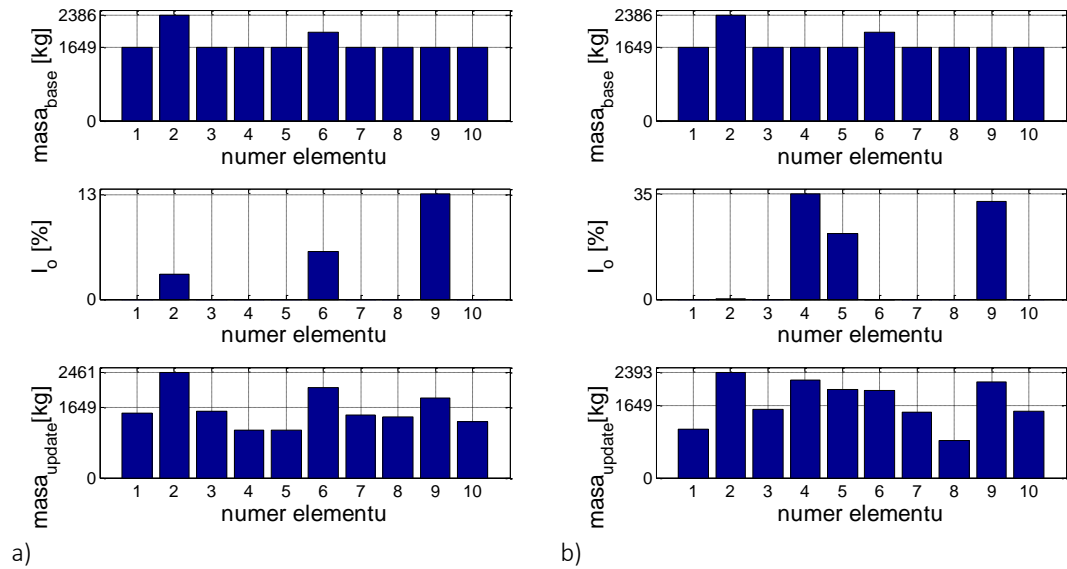 2386
1649
0
masa_base [kg]
1 2 3 4 5 6 7 8 9 10
numer elementu
13
0
I_o [%]
1 2 3 4 5 6 7 8 9 10
numer elementu
2461
1649
0
masa_update[kg]
1 2 3 4 5 6 7 8 9 10
numer elementu
a)
2386
1649
0
masa_base [kg]
1 2 3 4 5 6 7 8 9 10
numer elementu
35
0
I_o [%]
1 2 3 4 5 6 7 8 9 10
numer elementu
2393
1649
0
masa_update[kg]
1 2 3 4 5 6 7 8 9 10
numer elementu
b)